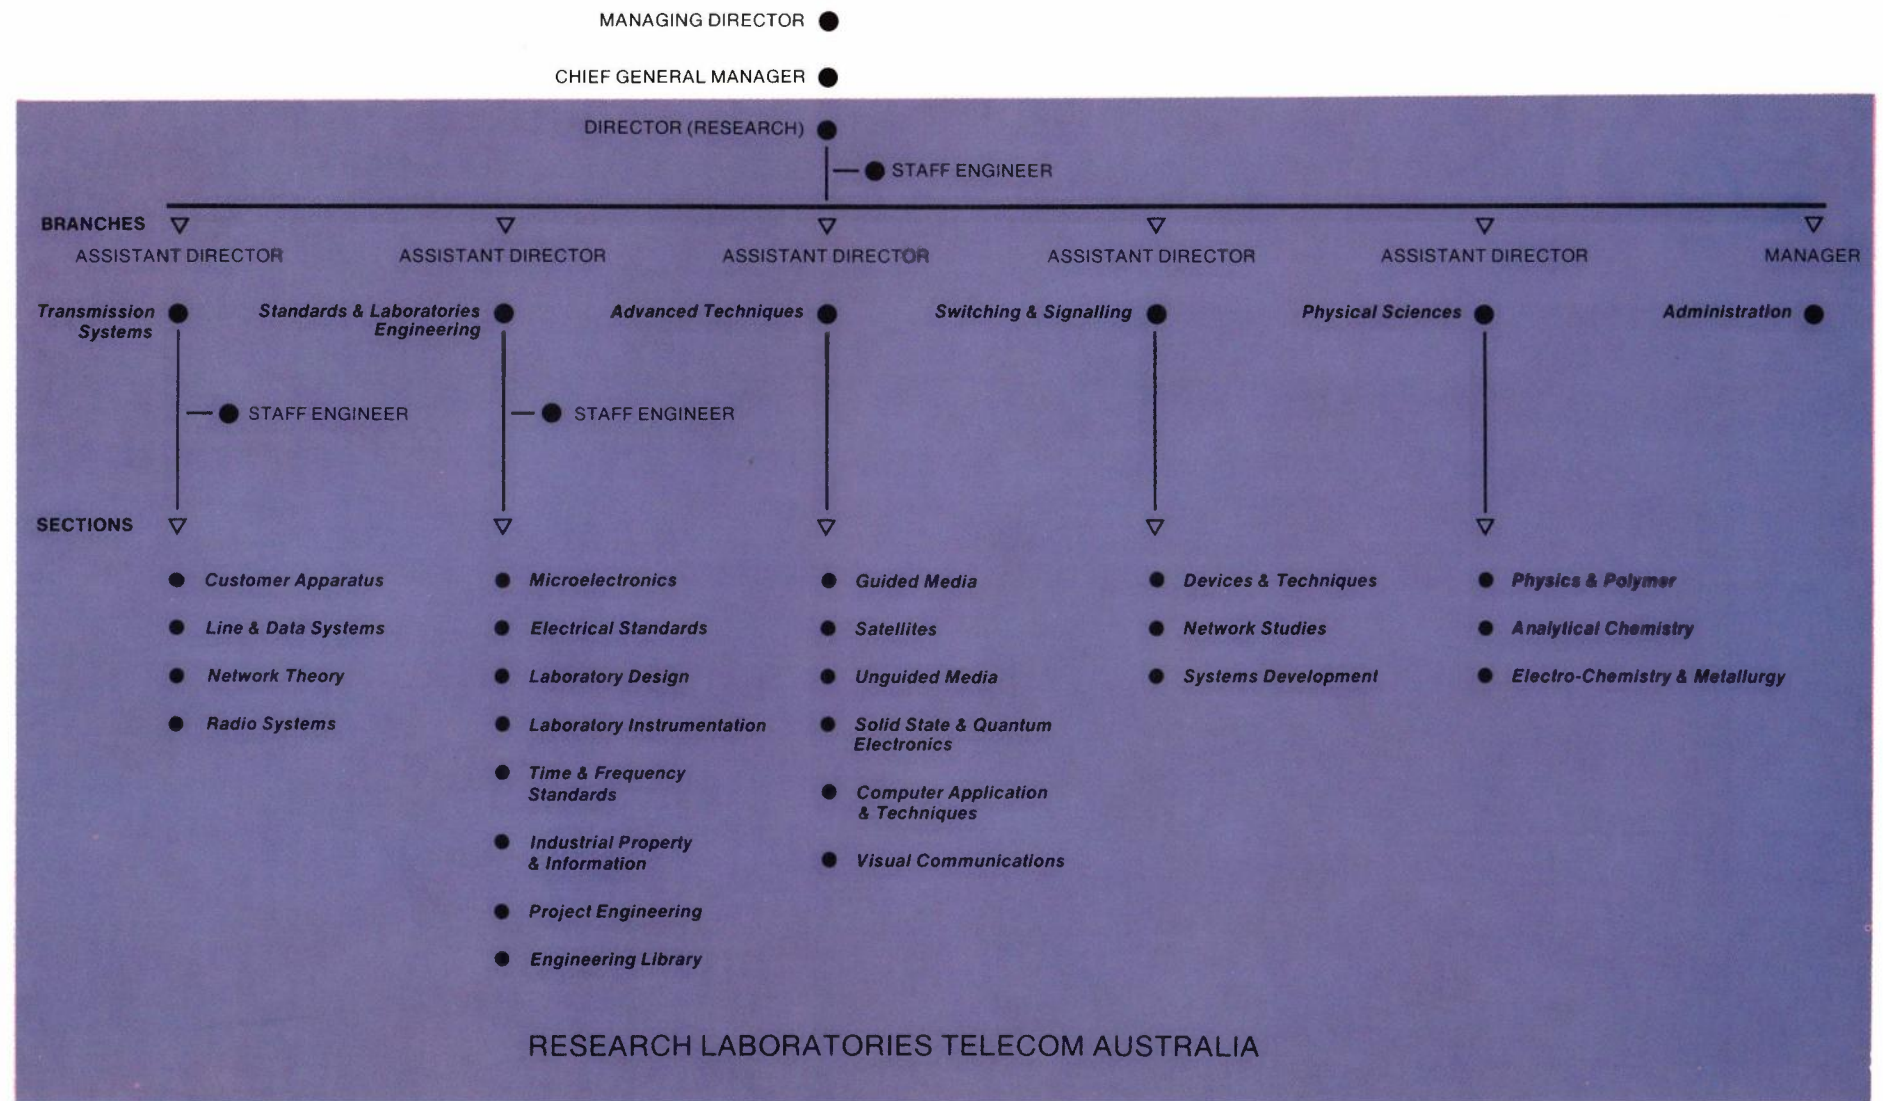 MANAGING DIRECTOR
CHIEF GENERAL MANAGER
DIRECTOR (RESEARCH)
STAFF ENGINEER
BRANCHES
ASSISTANT DIRECTOR
ASSISTANT DIRECTOR
ASSISTANT DIRECTOR
ASSISTANT DIRECTOR
ASSISTANT DIRECTOR
MANAGER
Transmission
Systems
Standards & Laboratories
Engineering
Advanced Techniques
Switching & Signalling
Physical Sciences
Administration
STAFF ENGINEER
STAFF ENGINEER
SECTIONS
Customer Apparatus
Line & Data Systems
Network Theory
Radio Systems
Microelectronics
Electrical Standards
Laboratory Design
Laboratory Instrumentation
Time & Frequency
Standards
Industrial Property
& Information
Project Engineering
Engineering Library
Guided Media
Satellites
Unguided Media
Solid State & Quantum
Electronics
Computer Application
& Techniques
Visual Communications
Devices & Techniques
Network Studies
Systems Development
Physics & Polymer
Analytical Chemistry
Electro-Chemistry & Metallurgy
RESEARCH LABORATORIES TELECOM AUSTRALIA